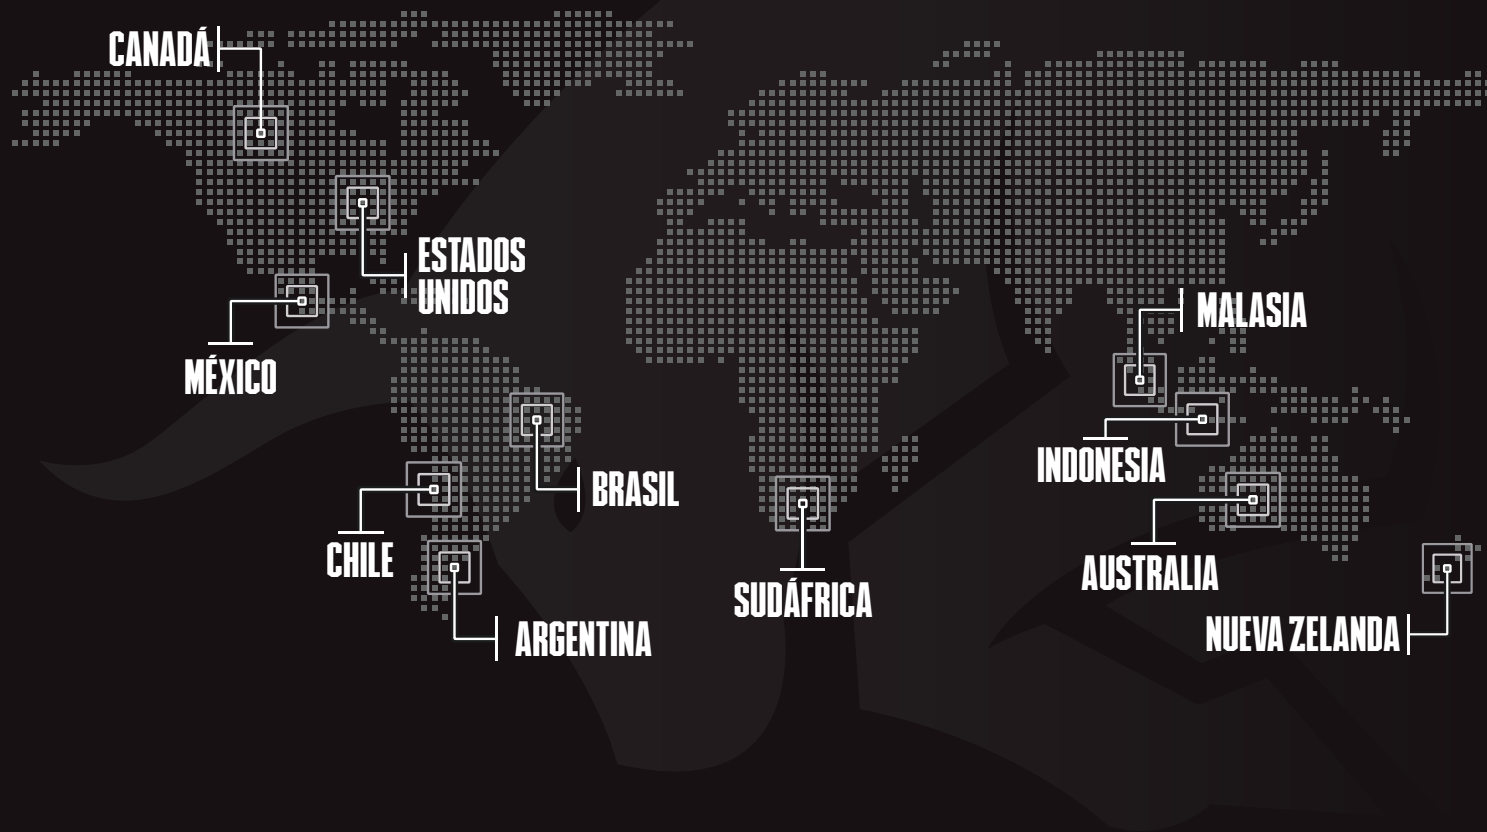 CANADÁ
ESTADOS
UNIDOS
MALASIA
MÉXICO
INDONESIA
BRASIL
CHILE
AUSTRALIA
SUDÁFRICA
ARGENTINA
NUEVA ZELANDA